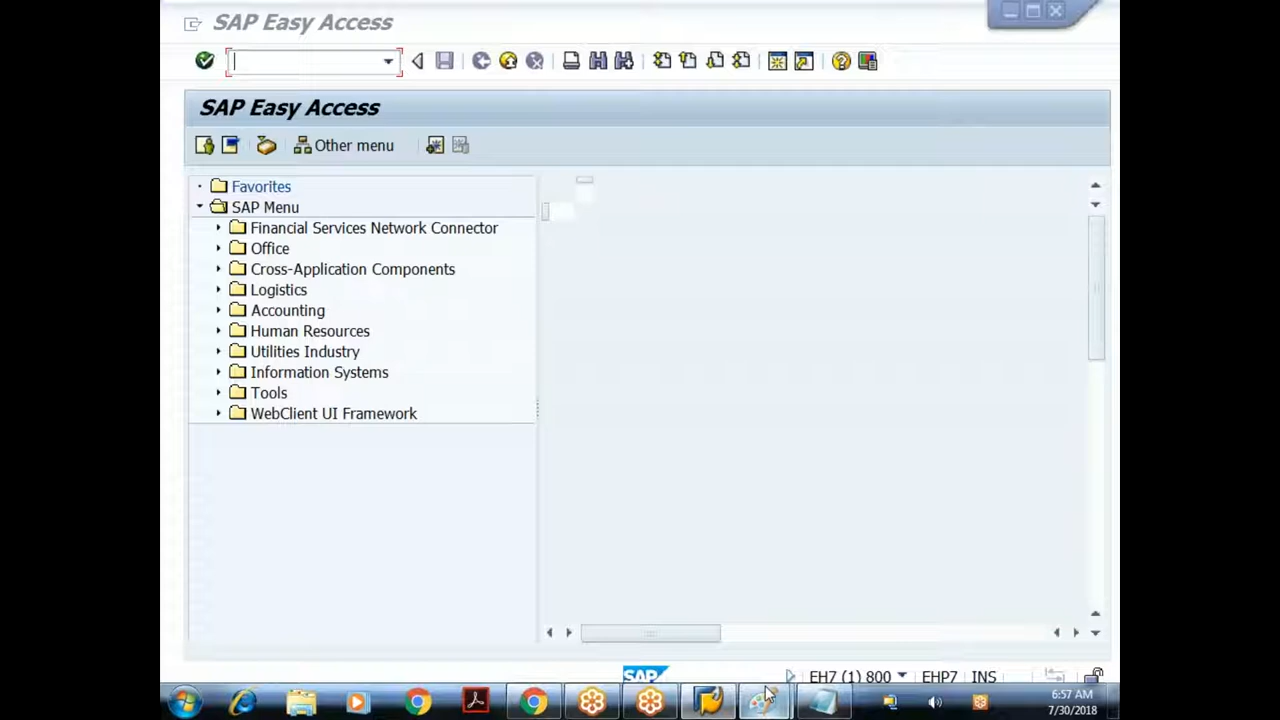 SAP Easy Access
SAP Easy Access
Other menu
Favorites
SAP Menu
Financial Services Network Connector
Office
Cross-Application Components
Logistics
Accounting
Human Resources
Utilities Industry
Information Systems
Tools
WebClient UI Framework
SAP
EH7 (1) 800
EHP7
INS
6:57 AM
7/30/2018